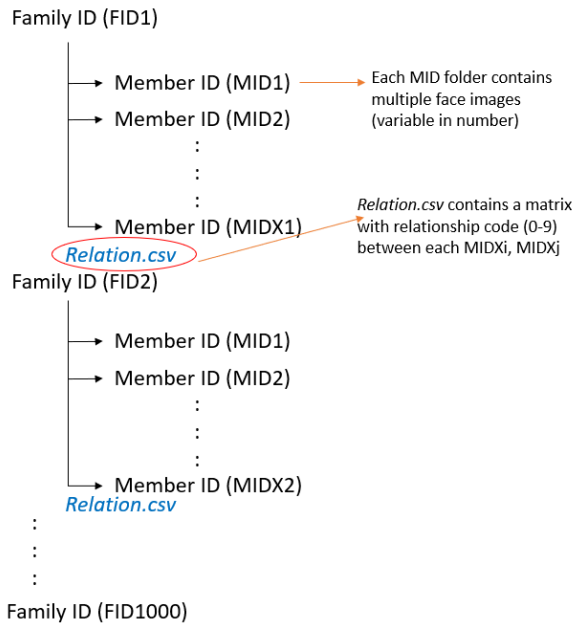 Family ID (FID1)
Member ID (MID1)
Each MID folder contains
multiple face images
(variable in number)
Member ID (MID2)
:
:
:
Member ID (MIDX1)
Relation.csv contains a matrix
with relationship code (0-9)
between each MIDXi, MIDXj
Relation.csv
Family ID (FID2)
Member ID (MID1)
Member ID (MID2)
:
:
:
Member ID (MIDX2)
Relation.csv
:
:
:
Family ID (FID1000)